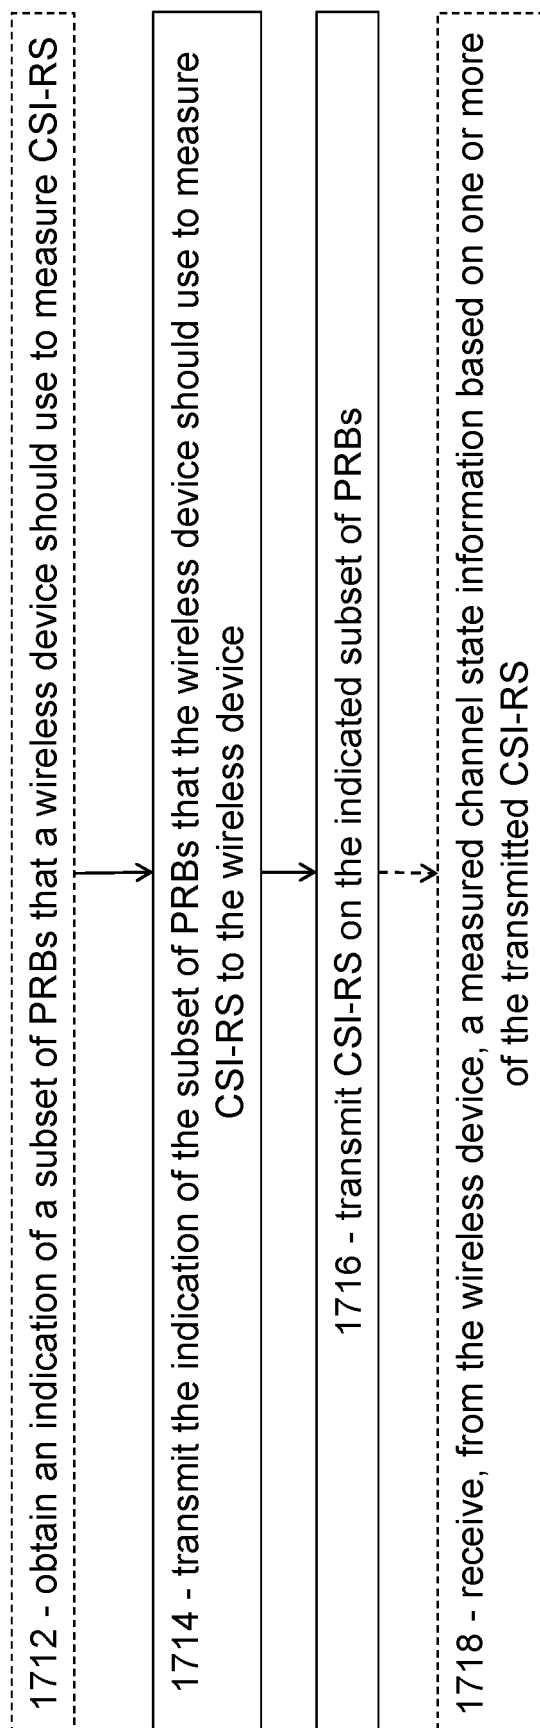 1712 - obtain an indication of a subset of PRBs that a wireless device should use to measure CSI-RS
1714 - transmit the indication of the subset of PRBs that the wireless device should use to measure
CSI-RS to the wireless device
1716 - transmit CSI-RS on the indicated subset of PRBs
1718 - receive, from the wireless device, a measured channel state information based on one or more
of the transmitted CSI-RS